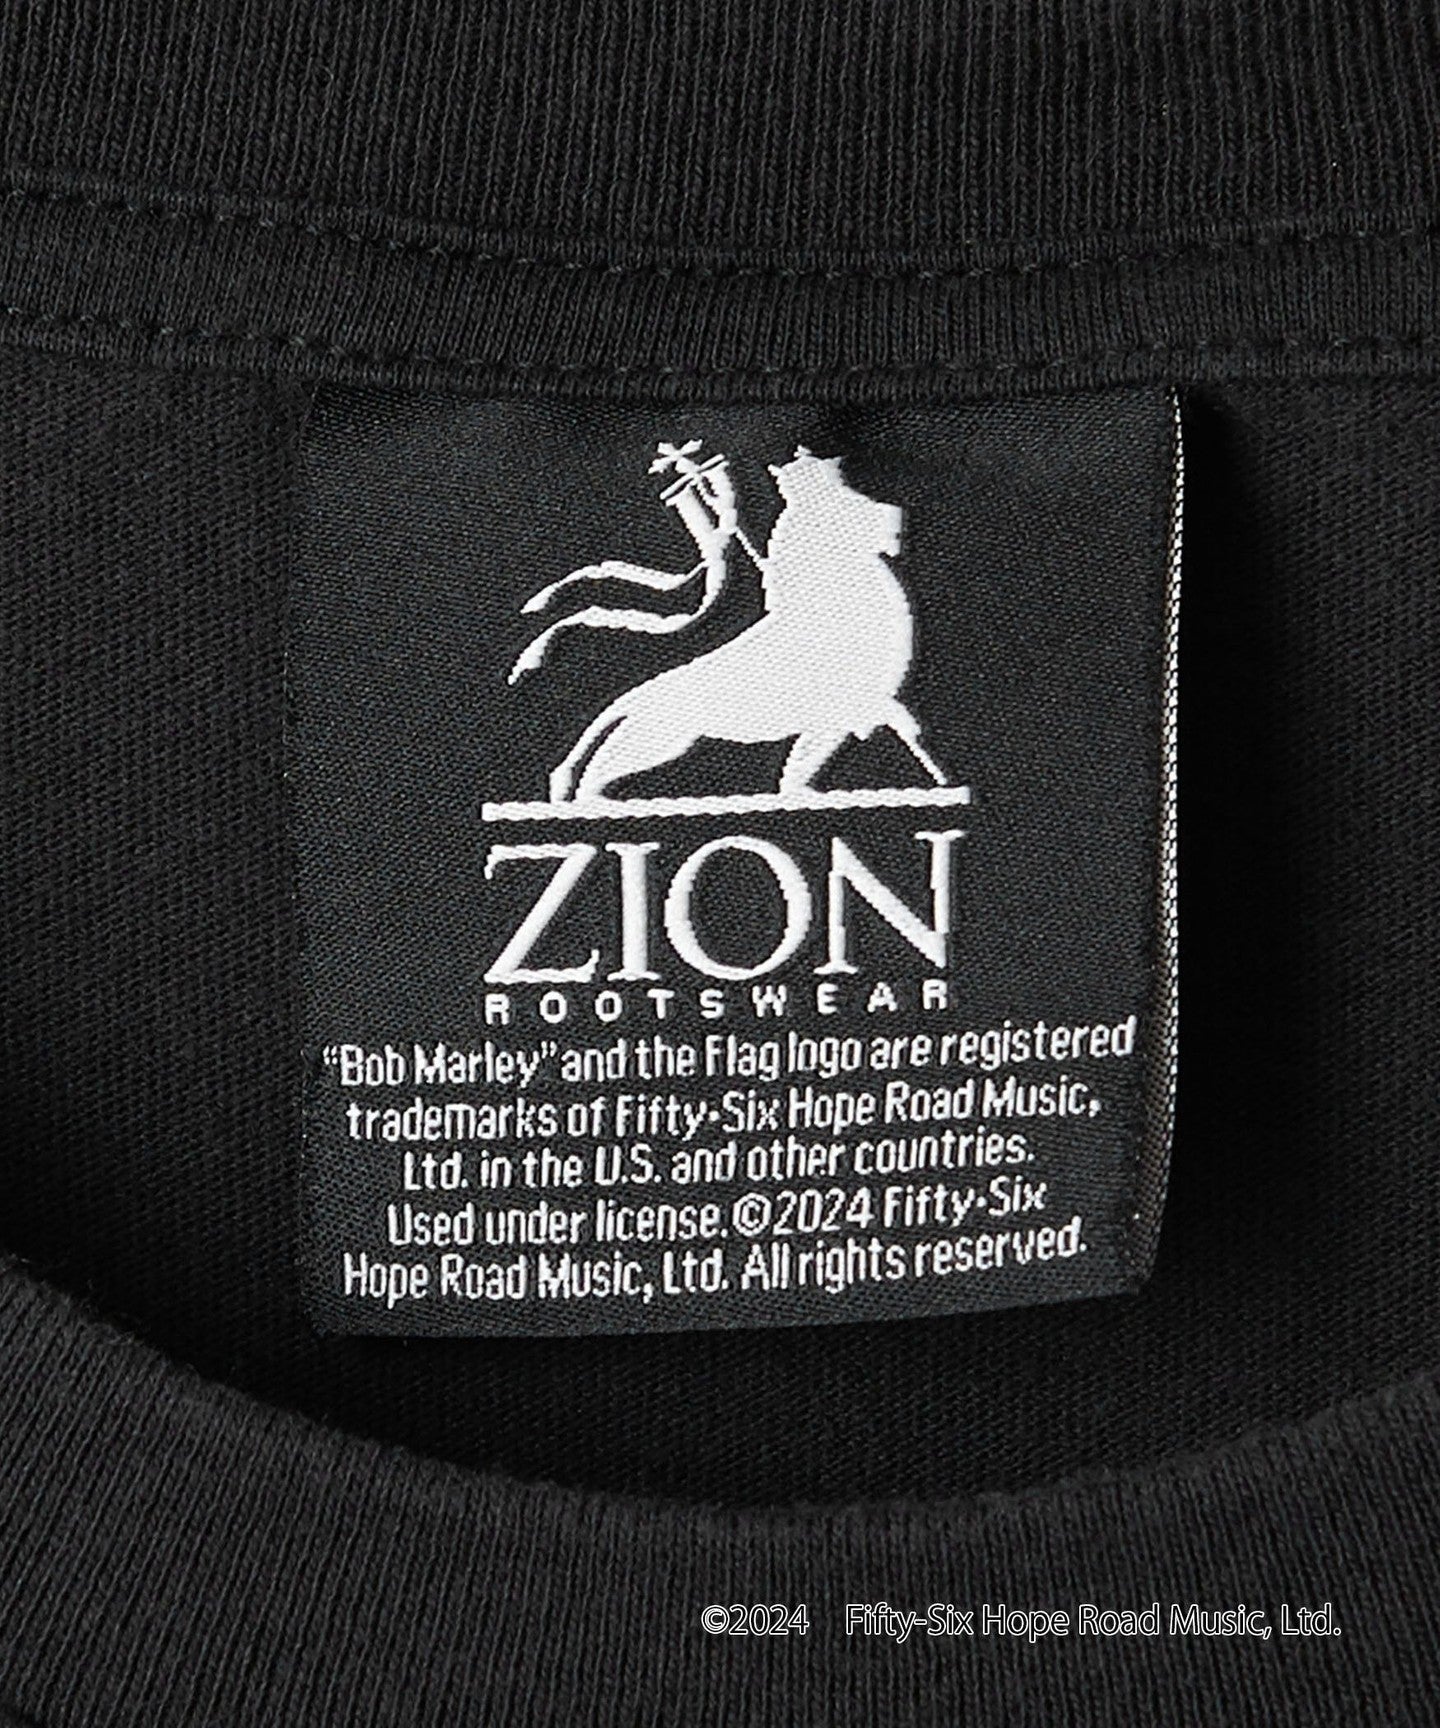 ZION
ROOTSWEAR
“Bob Marley” and the Flag logo are registered
trademarks of Fifty-Six Hope Road Music,
Ltd. in the U.S. and other countries.
Used under license. ©2024 Fifty-Six
Hope Road Music, Ltd. All rights reserved.
©2024 Fifty-Six Hope Road Music, Ltd.